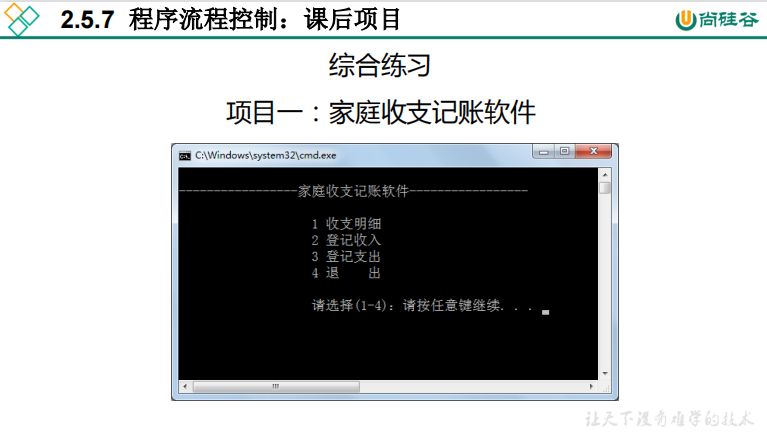 2.5.7 程序流程控制：课后项目
尚硅谷
综合练习
项目一：家庭收支记账软件
C:\Windows\system32\cmd.exe
-----------------家庭收支记账软件-----------------
1 收支明细
2 登记收入
3 登记支出
4 退    出
请选择(1-4)：请按任意键继续. . .
让天下没有难学的技术